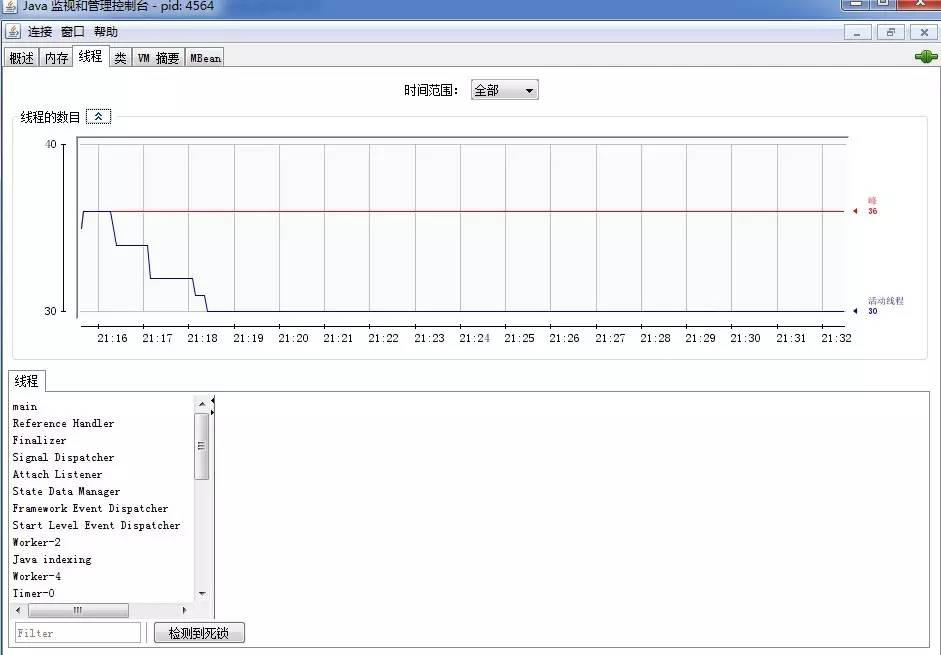 Java 监视和管理控制台 - pid: 4564
连接 窗口 帮助
概述 内存 线程 类 VM 摘要 MBean
时间范围: 全部
线程的数目
40
峰
36
活动线程
30
30
21:16 21:17 21:18 21:19 21:20 21:21 21:22 21:23 21:24 21:25 21:26 21:27 21:28 21:29 21:30 21:31 21:32
线程
main
Reference Handler
Finalizer
Signal Dispatcher
Attach Listener
State Data Manager
Framework Event Dispatcher
Start Level Event Dispatcher
Worker-2
Java indexing
Worker-4
Timer-0
Filter 检测到死锁